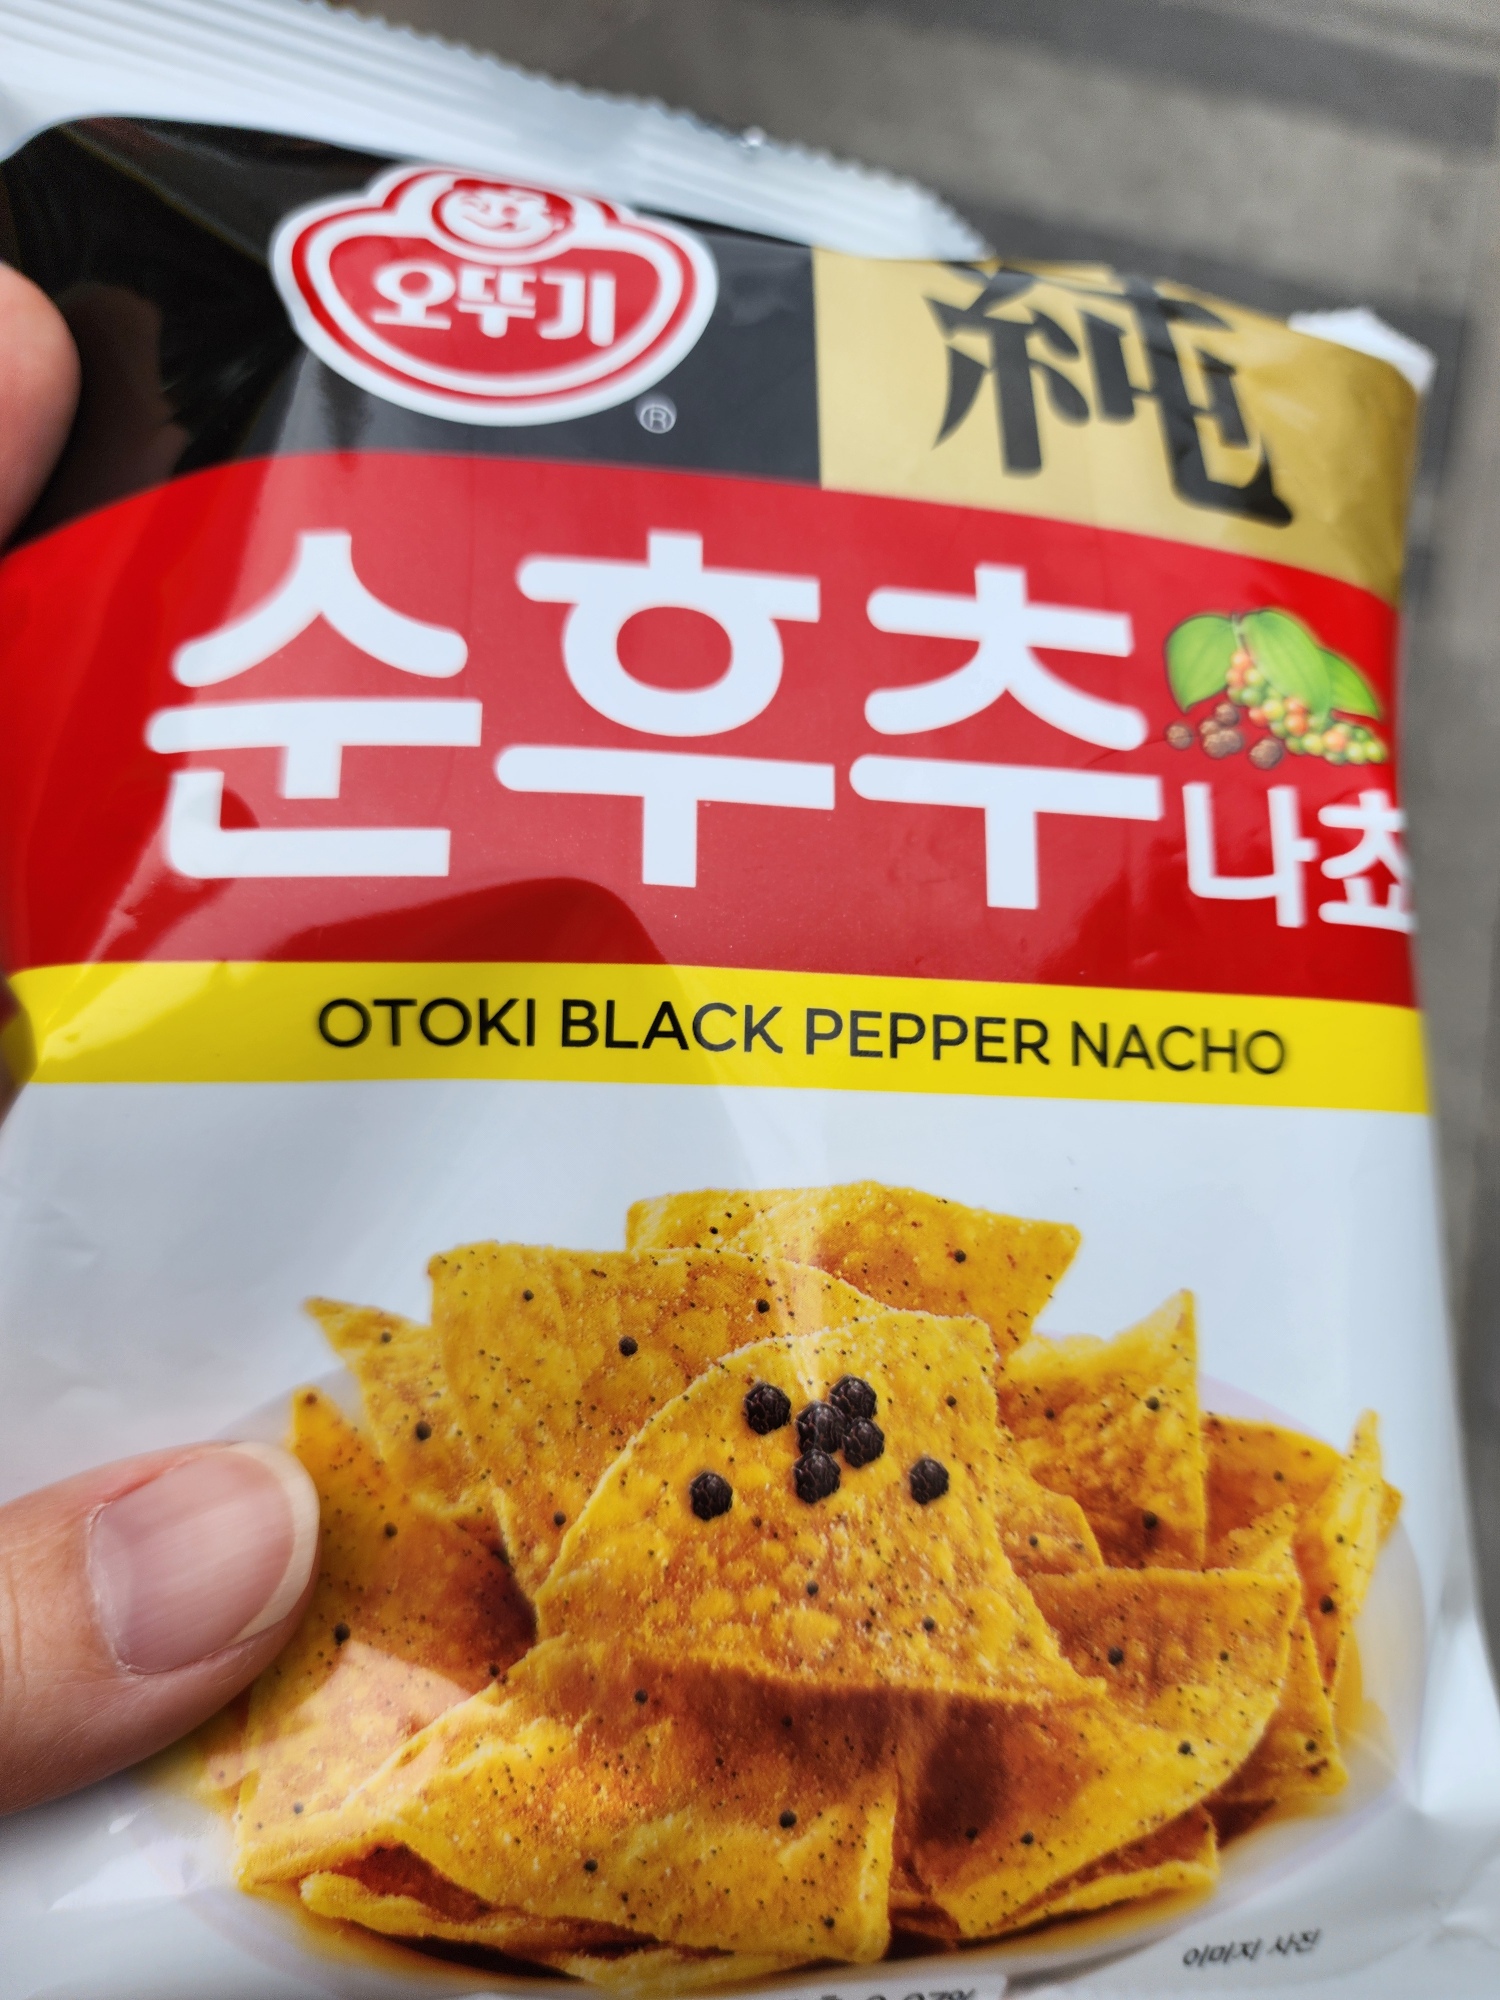 오뚜기
®
純
순후추
나쵸
OTOKI BLACK PEPPER NACHO
이미지 사진